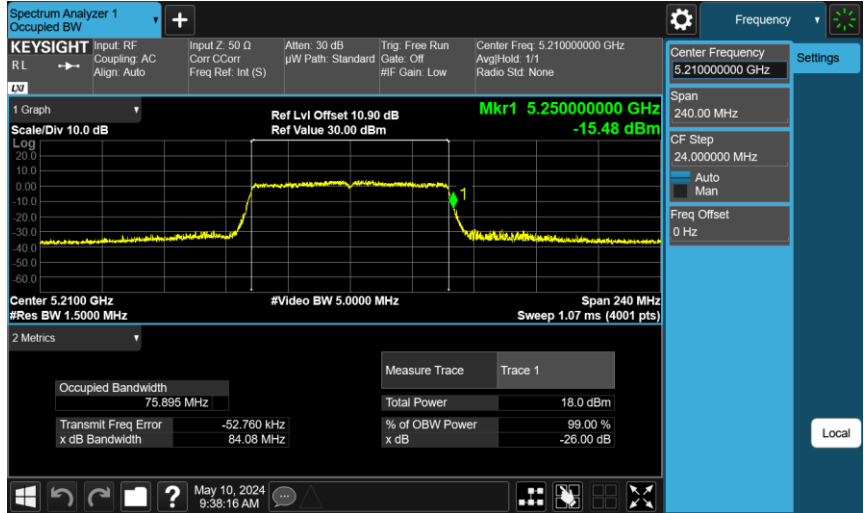 Spectrum Analyzer 1
Occupied BW
+
Frequency
KEYSIGHT
R L
LXI
Input: RF
Coupling: AC
Align: Auto
Input Z: 50 Ω
Corr CCorr
Freq Ref: Int (S)
Atten: 30 dB
µW Path: Standard
Trig: Free Run
Gate: Off
#IF Gain: Low
Center Freq: 5.210000000 GHz
Avg|Hold: 1/1
Radio Std: None
Center Frequency
5.210000000 GHz
Settings
Span
240.00 MHz
CF Step
24.000000 MHz
Auto
Man
Freq Offset
0 Hz
Local
1 Graph
Scale/Div 10.0 dB
Ref Lvl Offset 10.90 dB
Ref Value 30.00 dBm
Mkr1 5.250000000 GHz
-15.48 dBm
Log
20.0
10.0
0.00
-10.0
-20.0
-30.0
-40.0
-50.0
-60.0
1
Center 5.2100 GHz
#Res BW 1.5000 MHz
#Video BW 5.0000 MHz
Span 240 MHz
Sweep 1.07 ms (4001 pts)
2 Metrics
Measure Trace Trace 1
Occupied Bandwidth
75.895 MHz
Total Power 18.0 dBm
Transmit Freq Error -52.760 kHz
% of OBW Power 99.00 %
x dB Bandwidth 84.08 MHz
x dB -26.00 dB
?
May 10, 2024
9:38:16 AM